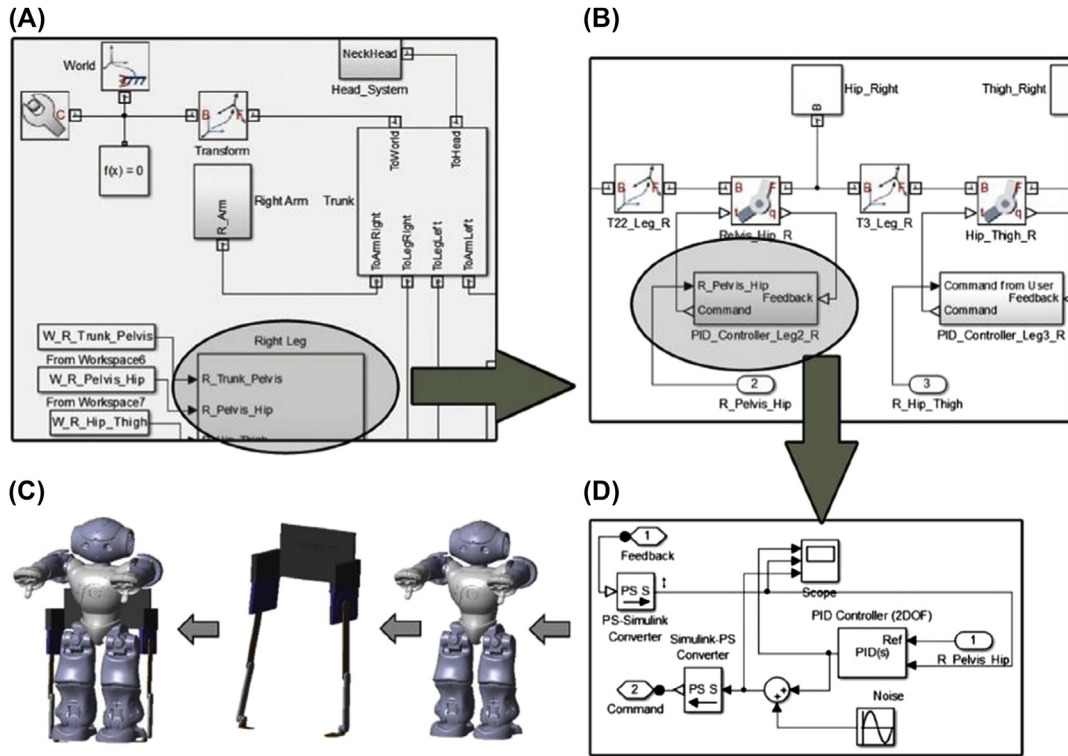 (A)
World
C
f(x) = 0
B
F
Transform
NeckHead
Head_System
ToWorld
ToHead
Trunk
R_Arm
Right Arm
ToArmRight
ToLegRight
ToLegLeft
ToArmLeft
W_R_Trunk_Pelvis
From Workspace6
W_R_Pelvis_Hip
From Workspace7
W_R_Hip_Thigh
Right Leg
R_Trunk_Pelvis
R_Pelvis_Hip
R_Hip_Thigh
(B)
Hip_Right
B
Thigh_Right
B
F
T22_Leg_R
B
F
t
q
Pelvis_Hip_R
B
F
T3_Leg_R
B
F
t
q
Hip_Thigh_R
R_Pelvis_Hip
Feedback
Command
PID_Controller_Leg2_R
Command from User
Feedback
Command
PID_Controller_Leg3_R
2
R_Pelvis_Hip
3
R_Hip_Thigh
(C)
(D)
1
Feedback
PS S
PS-Simulink
Converter
Scope
PID Controller (2DOF)
Ref
PID(s)
1
R_Pelvis_Hip
Simulink-PS
Converter
PS S
2
Command
Noise